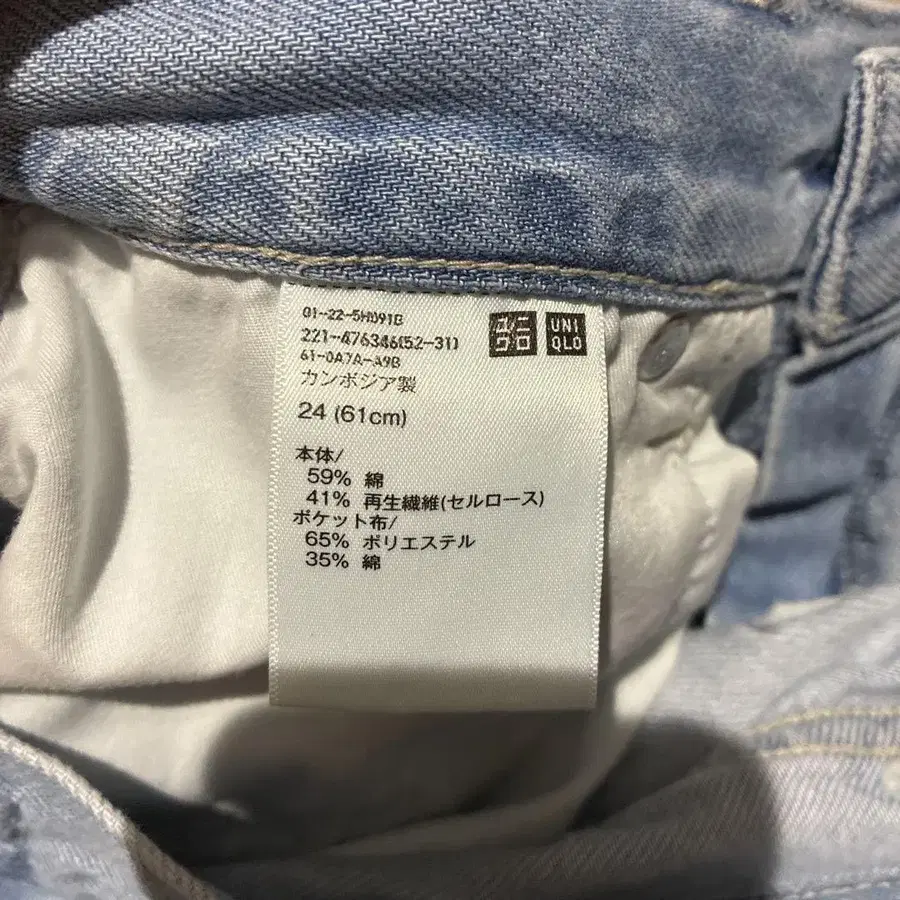 01-22-5H091B
221-476346(52-31)
61-0A7A-A9B
ユニ
クロ
UNI
QLO
カンボジア製
24 (61cm)
本体/
59% 綿
41% 再生繊維(セルロース)
ポケット布/
65% ポリエステル
35% 綿